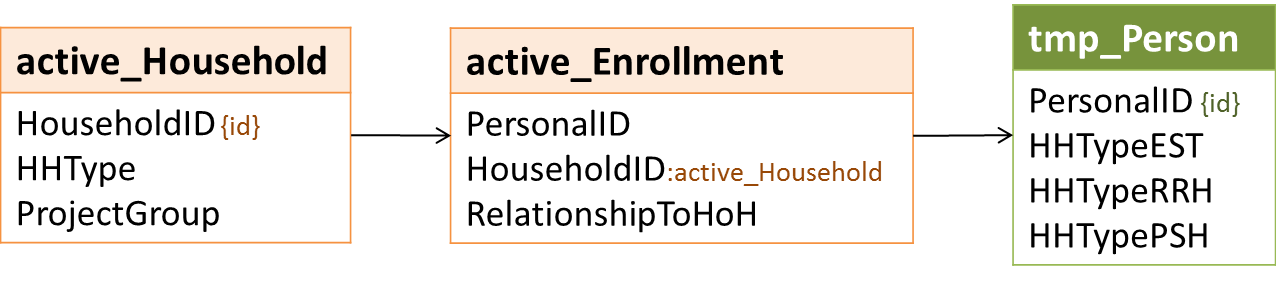 active_Household
HouseholdID {id}
HHType
ProjectGroup
active_Enrollment
PersonalID
HouseholdID:active_Household
RelationshipToHoH
tmp_Person
PersonalID {id}
HHTypeEST
HHTypeRRH
HHTypePSH